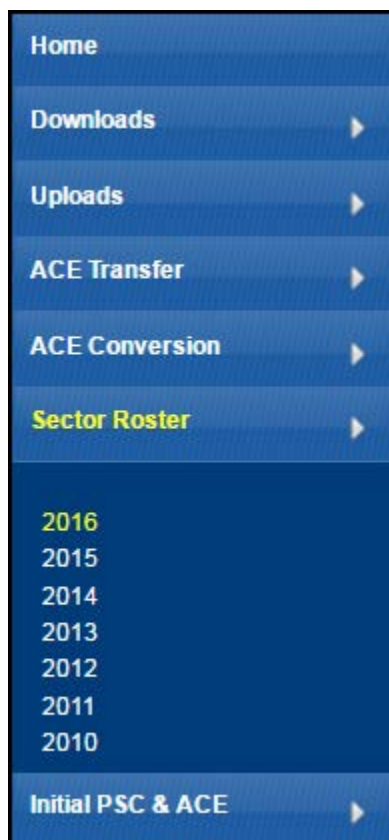 Home
Downloads
Uploads
ACE Transfer
ACE Conversion
Sector Roster
2016
2015
2014
2013
2012
2011
2010
Initial PSC & ACE